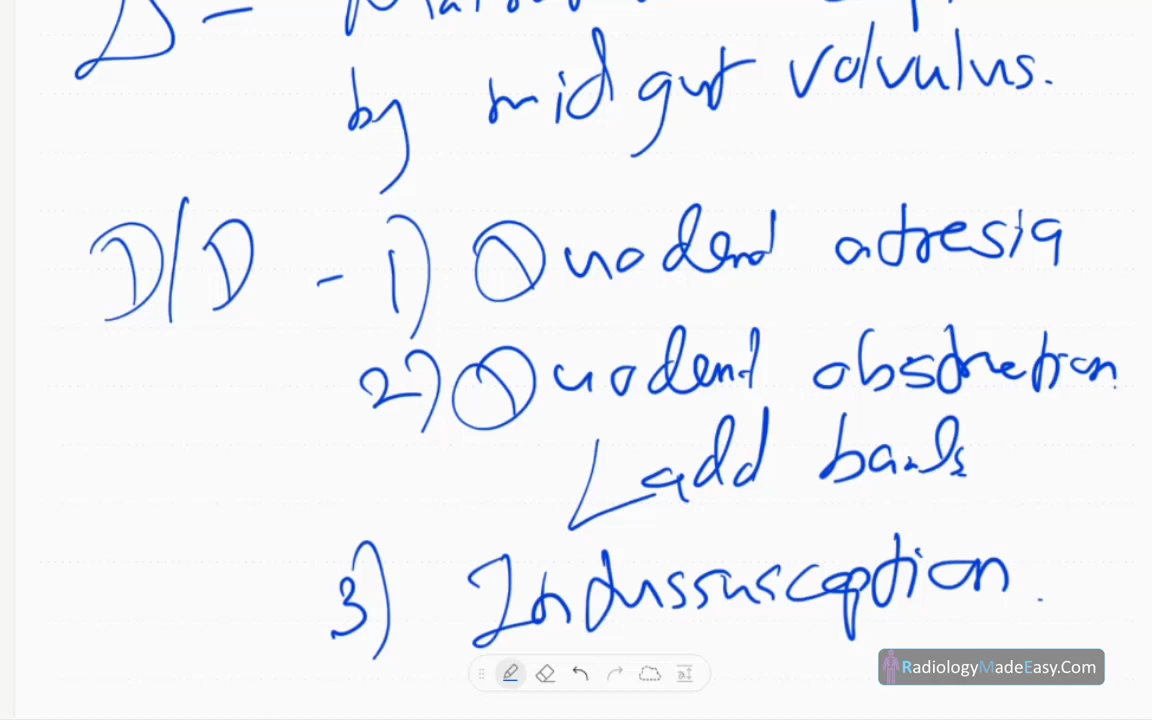 Δ -
by midgut volvulus.
D/D - 1) Duodenal atresia
2) Duodenal obstruction
Ladd bands
3) Intussusception.
RadiologyMadeEasy.Com